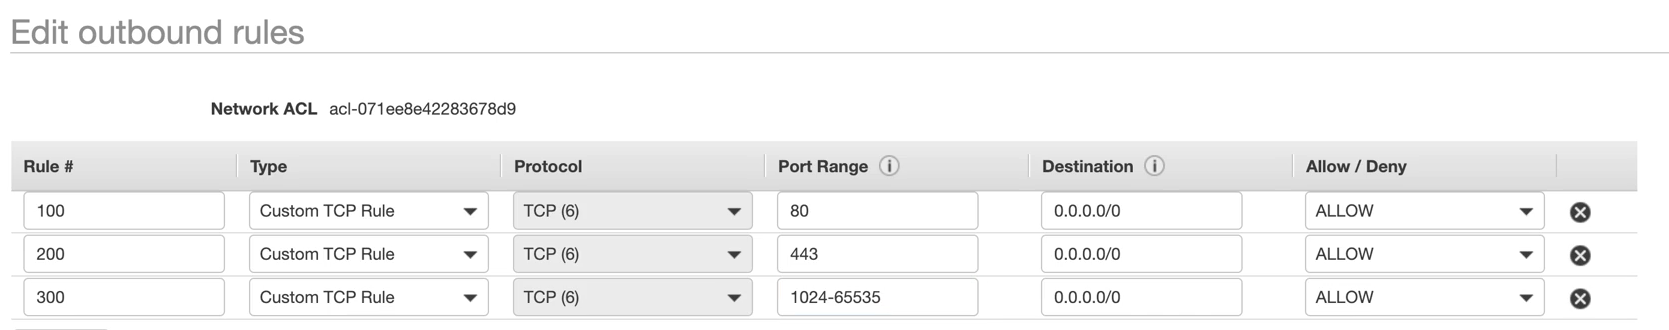 Edit outbound rules
Network ACL acl-071ee8e42283678d9
Rule # Type Protocol Port Range i Destination i Allow / Deny
100 Custom TCP Rule TCP (6) 80 0.0.0.0/0 ALLOW
200 Custom TCP Rule TCP (6) 443 0.0.0.0/0 ALLOW
300 Custom TCP Rule TCP (6) 1024-65535 0.0.0.0/0 ALLOW